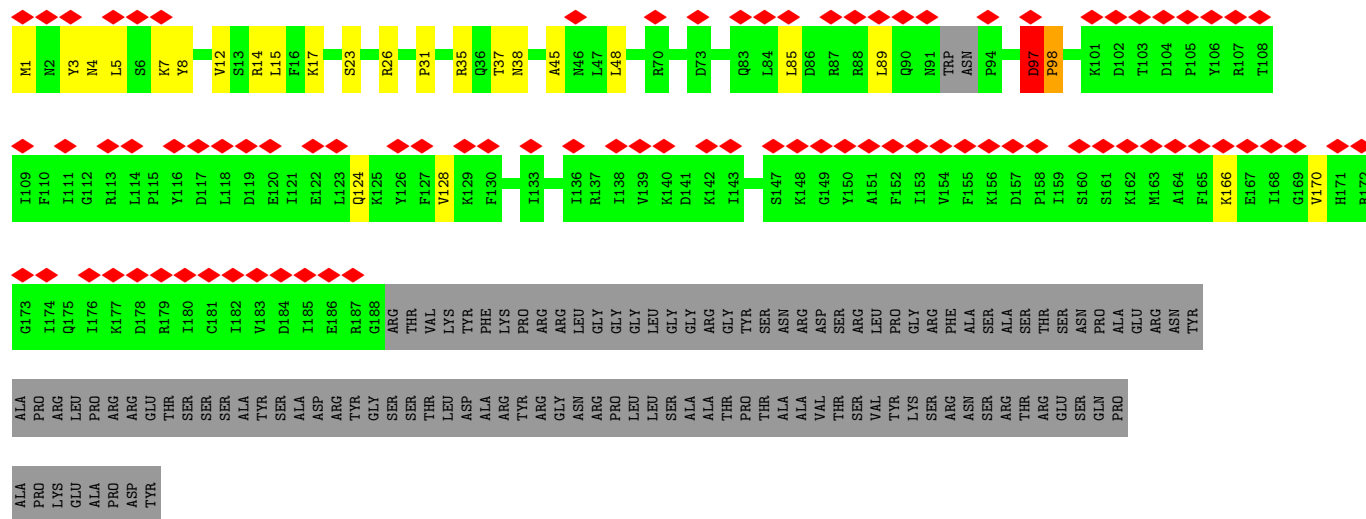 M1 N2 Y3 N4 L5 S6 K7 Y8 V12 S13 R14 L15 F16 K17 S23 R26 P31 R35 Q36 T37 N38 A45 N46 L47 L48 R70 D73 Q83 L84 L85 D86 R87 R88 L89 Q90 N91 TRP ASN P94 D97 P98 K101 D102 T103 D104 P105 Y106 R107 T108
I109 F110 I111 G112 R113 L114 P115 Y116 D117 L118 D119 E120 I121 E122 L123 Q124 K125 Y126 F127 V128 K129 F130 I133 I136 R137 I138 V139 K140 D141 K142 I143 S147 K148 G149 Y150 A151 F152 I153 V154 F155 K156 D157 P158 I159 S160 S161 K162 M163 A164 F165 K166 E167 I168 G169 V170 H171 R172
G173 I174 Q175 I176 K177 D178 R179 I180 C181 I182 V183 D184 I185 E186 R187 G188 ARG THR VAL LYS TYR PHE LYS PRO ARG ARG LEU GLY GLY GLY LEU GLY GLY ARG GLY TYR SER ASN ARG ASP SER ARG LEU PRO GLY ARG PHE ALA SER ALA SER THR SER ASN PRO ALA GLU ARG ASN TYR
ALA PRO ARG LEU PRO ARG ARG GLU THR SER SER SER ALA TYR SER ALA ASP ARG TYR GLY SER SER THR LEU ASP ALA ARG TYR ARG GLY ASN ARG PRO LEU LEU SER ALA ALA THR PRO THR ALA ALA VAL THR SER VAL TYR LYS SER ARG ASN SER ARG THR ARG GLU SER GLN PRO
ALA PRO LYS GLU ALA PRO ASP TYR